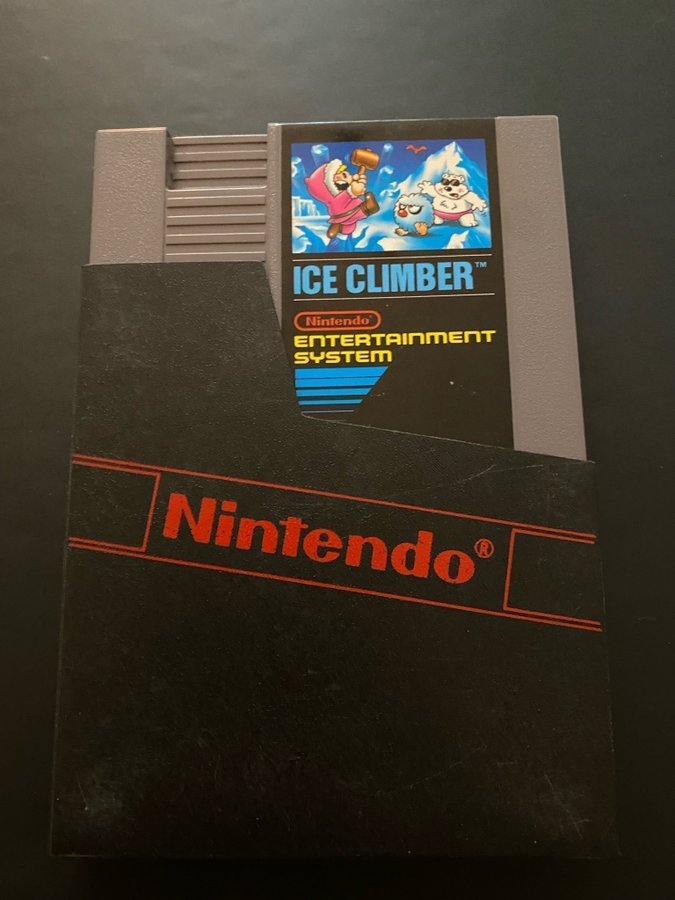 ICE CLIMBER™
Nintendo®
ENTERTAINMENT
SYSTEM
Nintendo®